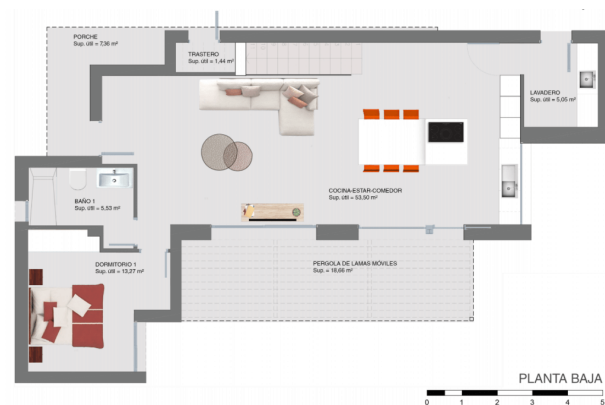 PORCHE
Sup. útil = 7,36 m²
TRASTERO
Sup. útil = 1,44 m²
LAVADERO
Sup. útil = 5,05 m²
BAÑO 1
Sup. útil = 5,53 m²
COCINA-ESTAR-COMEDOR
Sup. útil = 53,50 m²
DORMITORIO 1
Sup. útil = 13,27 m²
PERGOLA DE LAMAS MÓVILES
Sup. = 18,66 m²
PLANTA BAJA
0 1 2 3 4 5